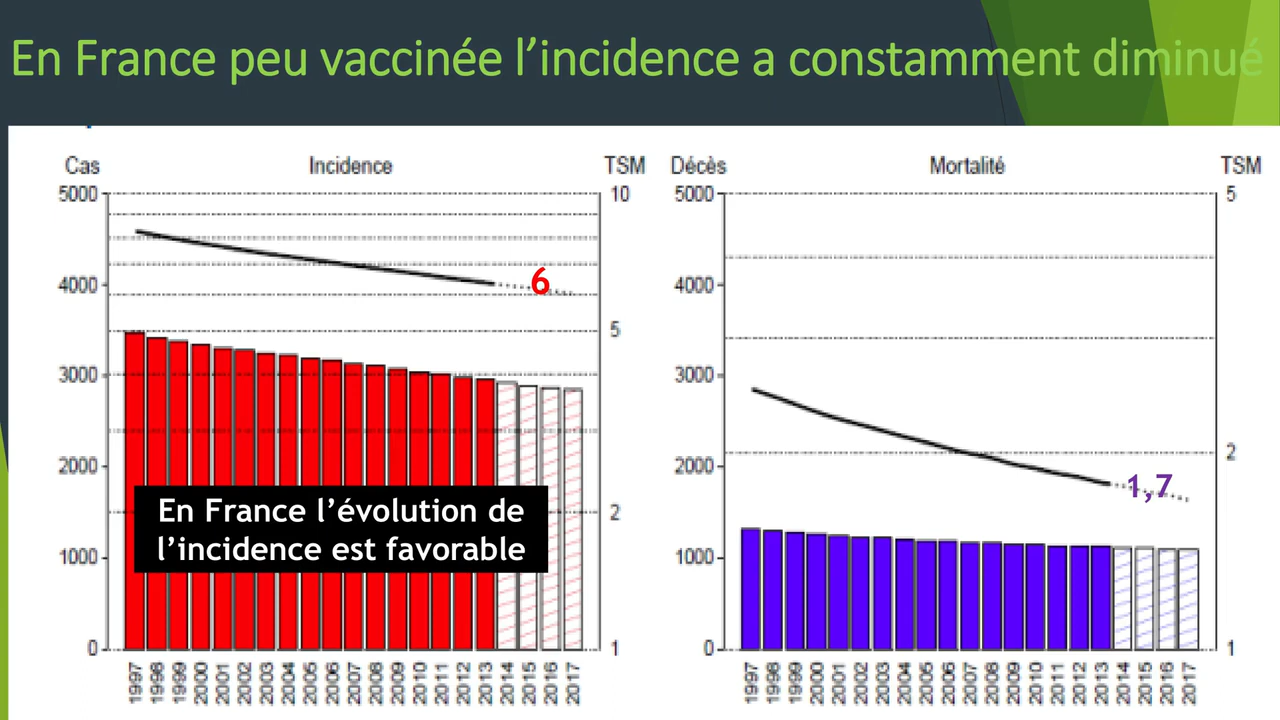 En France peu vaccinée l’incidence a constamment diminué
Cas Incidence TSM
5000 10
4000
5
3000
2000
2
1000
0 1
6
En France l’évolution de
l’incidence est favorable
1997 1998 1999 2000 2001 2002 2003 2004 2005 2006 2007 2008 2009 2010 2011 2012 2013 2014 2015 2016 2017
Décès Mortalité TSM
5000 5
4000
3000
2
2000
1,7
1000
0 1
1997 1998 1999 2000 2001 2002 2003 2004 2005 2006 2007 2008 2009 2010 2011 2012 2013 2014 2015 2016 2017